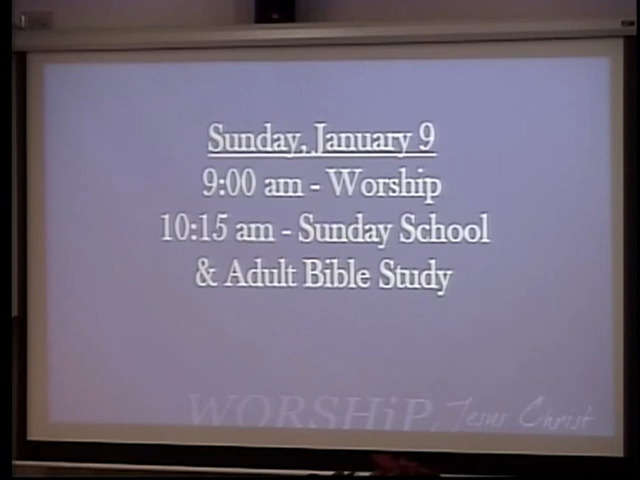 Sunday, January 9
9:00 am - Worship
10:15 am - Sunday School
& Adult Bible Study
WORSHiP Jesus Christ